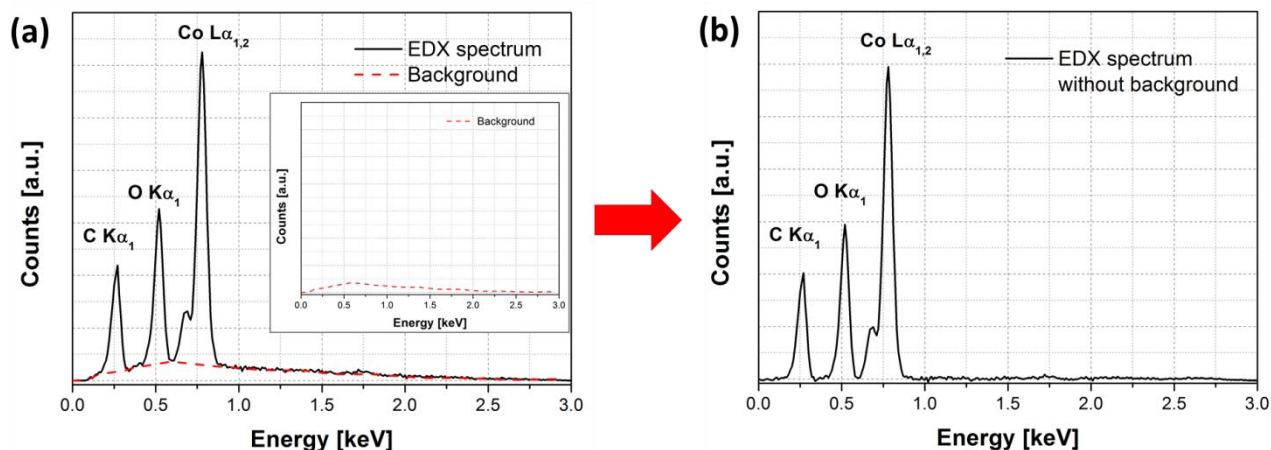 (a)
Co Lα1,2
EDX spectrum
Background
O Kα1
C Kα1
Counts [a.u.]
0.0 0.5 1.0 1.5 2.0 2.5 3.0
Energy [keV]
Background
Counts [a.u.]
0.0 0.5 1.0 1.5 2.0 2.5 3.0
Energy [keV]
(b)
Co Lα1,2
EDX spectrum
without background
O Kα1
C Kα1
Counts [a.u.]
0.0 0.5 1.0 1.5 2.0 2.5 3.0
Energy [keV]